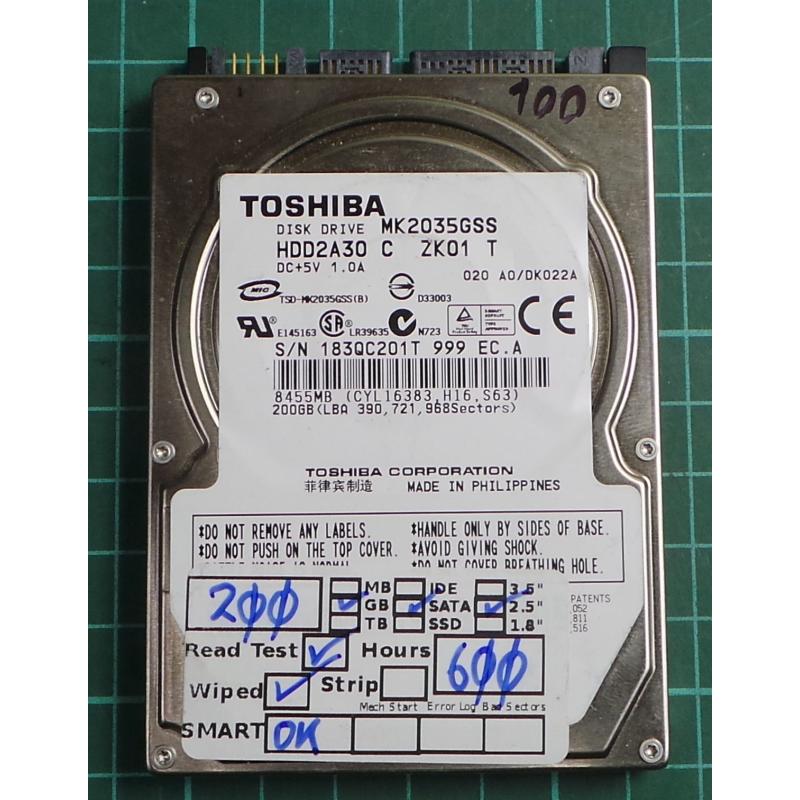 100
TOSHIBA
DISK DRIVE MK2035GSS
HDD2A30 C ZK01 T
DC+5V 1.0A
020 A0/DK022A
MIC TSD-MK2035GSS(B) D33003
E145163 LR39635 N723
S/N 183QC201T 999 EC.A
8455MB (CYL16383,H16,S63)
200GB(LBA 390,721,968Sectors)
TOSHIBA CORPORATION
菲律宾制造 MADE IN PHILIPPINES
*DO NOT REMOVE ANY LABELS. *HANDLE ONLY BY SIDES OF BASE.
*DO NOT PUSH ON THE TOP COVER. *AVOID GIVING SHOCK.
*DO NOT COVER BREATHING HOLE.
PATENTS
,052
,811
,516
200 MB IDE 3.5"
GB SATA 2.5"
TB SSD 1.8"
Read Test Hours 600
Wiped Strip
Mech Start Error Log Bad Sectors
SMART OK